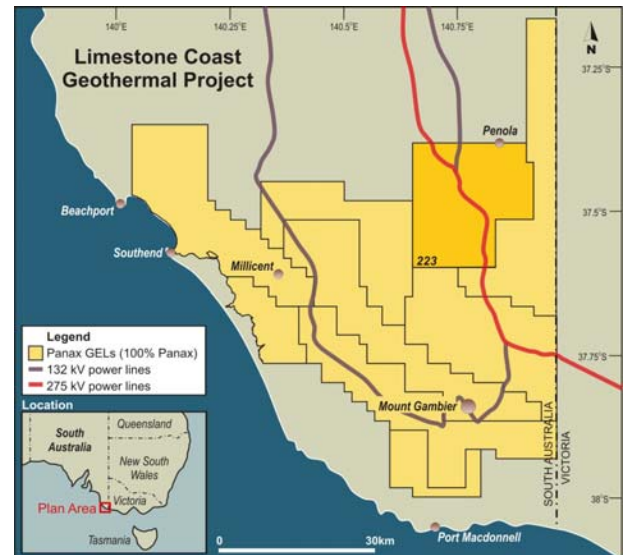 140°E
140.25°E
140.5°E
140.75°E
Limestone Coast
Geothermal Project
N
37.25°S
Penola
Beachport
37.5°S
Southend
Millicent
223
Legend
Panax GELs (100% Panax)
132 kV power lines
275 kV power lines
37.75°S
Mount Gambier
SOUTH AUSTRALIA
VICTORIA
Location
Queensland
South
Australia
New South
Wales
Victoria
Plan Area
Tasmania
38°S
0
30km
Port Macdonnell